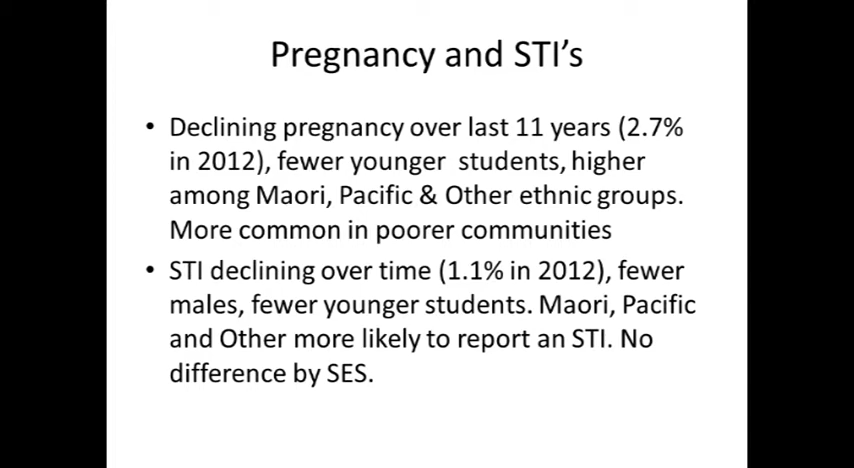 Pregnancy and STI’s
• Declining pregnancy over last 11 years (2.7%
in 2012), fewer younger students, higher
among Maori, Pacific & Other ethnic groups.
More common in poorer communities
• STI declining over time (1.1% in 2012), fewer
males, fewer younger students. Maori, Pacific
and Other more likely to report an STI. No
difference by SES.